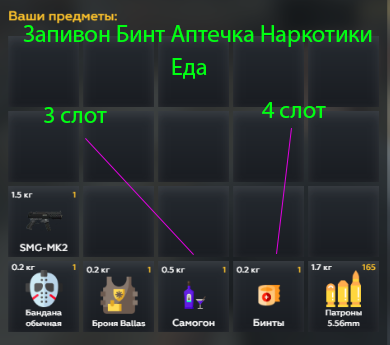 Ваши предметы:
Запивон Бинт Аптечка Наркотики
Еда
3 слот
4 слот
1.5 кг 1
SMG-MK2
0.2 кг 1
0.2 кг 1
0.5 кг 1
0.2 кг 1
1.7 кг 165
Бандана
обычная
Броня Ballas
Самогон
Бинты
Патроны
5.56mm